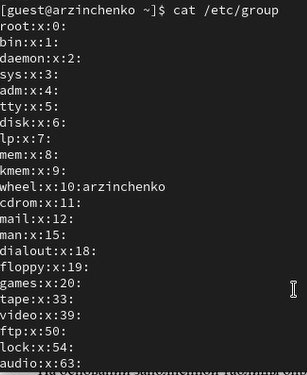 [guest@arzinchenko ~]$ cat /etc/group
root:x:0:
bin:x:1:
daemon:x:2:
sys:x:3:
adm:x:4:
tty:x:5:
disk:x:6:
lp:x:7:
mem:x:8:
kmem:x:9:
wheel:x:10:arzinchenko
cdrom:x:11:
mail:x:12:
man:x:15:
dialout:x:18:
floppy:x:19:
games:x:20:
tape:x:33:
video:x:39:
ftp:x:50:
lock:x:54:
audio:x:63: